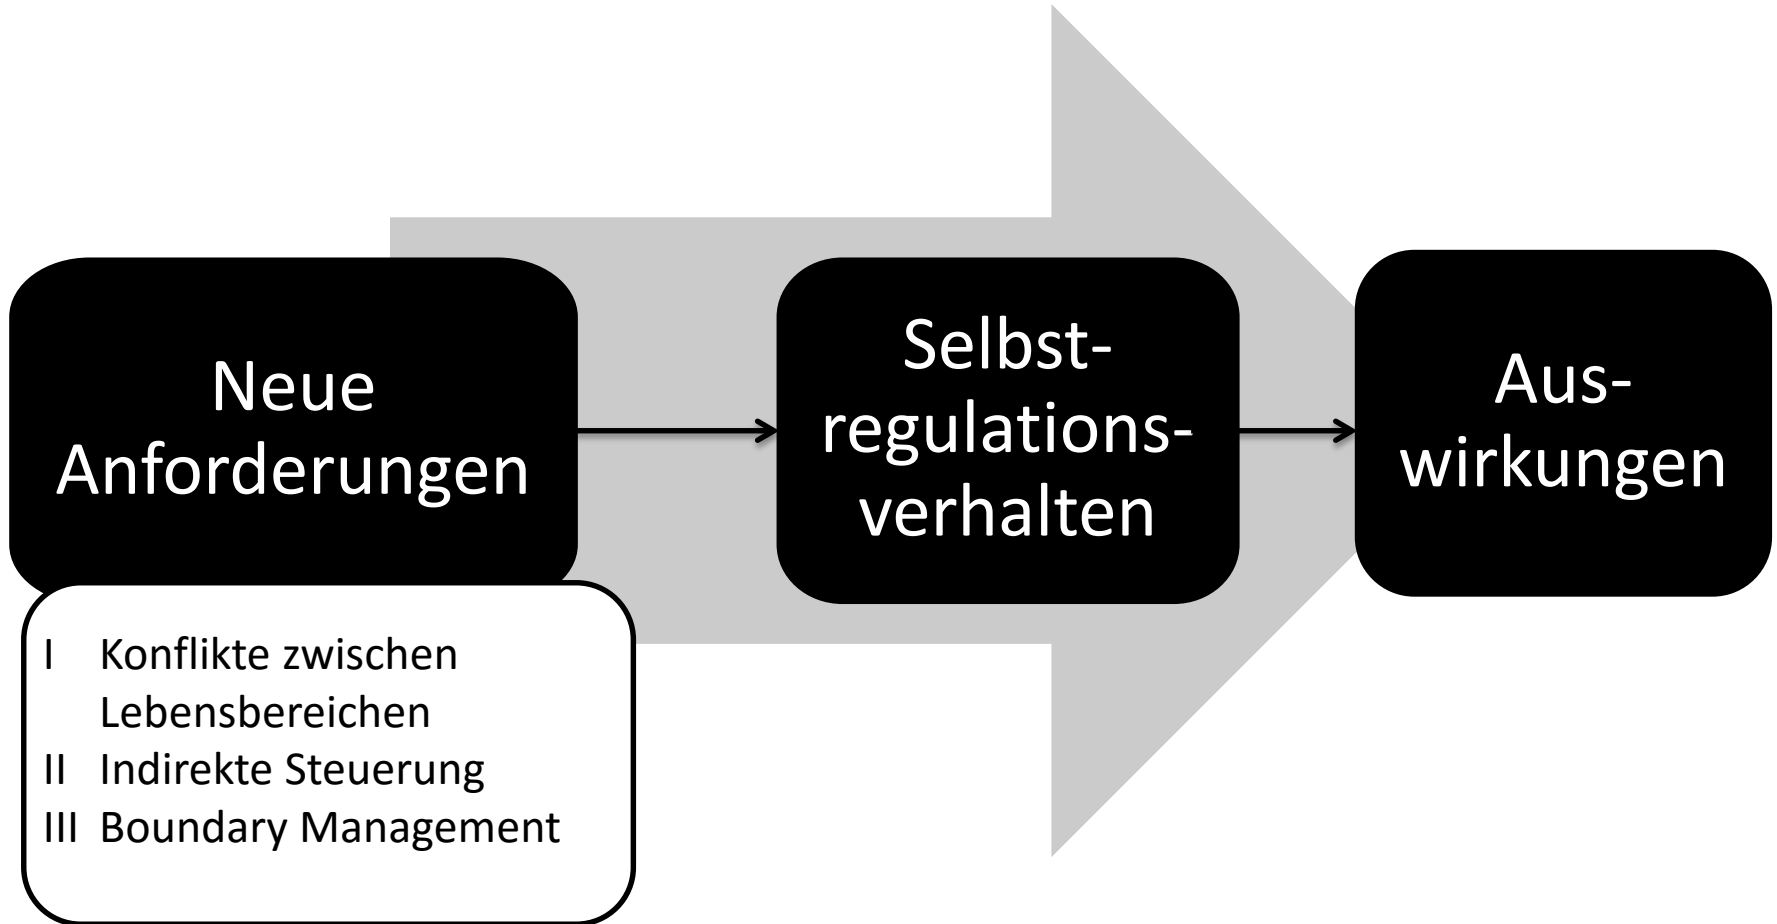 Neue
Anforderungen
Selbst-
regulations-
verhalten
Aus-
wirkungen
I Konflikte zwischen
Lebensbereichen
II Indirekte Steuerung
III Boundary Management